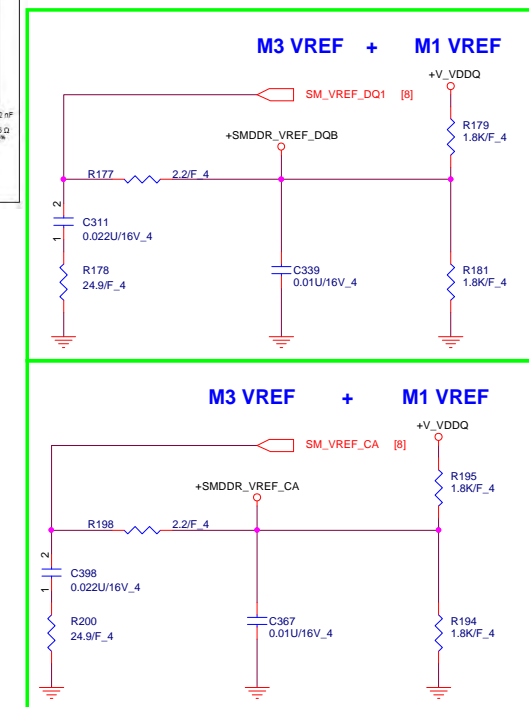 M3 VREF + M1 VREF
+V_VDDQ
2 nF
SM_VREF_DQ1 [8]
R179
1.8K/F_4
+SMDDR_VREF_DQB
R177 2.2/F_4
2
C311
1
0.022U/16V_4
R178
24.9/F_4
C339
0.01U/16V_4
R181
1.8K/F_4
M3 VREF + M1 VREF
+V_VDDQ
SM_VREF_CA [8]
R195
1.8K/F_4
+SMDDR_VREF_CA
R198 2.2/F_4
2
C398
1
0.022U/16V_4
R200
24.9/F_4
C367
0.01U/16V_4
R194
1.8K/F_4